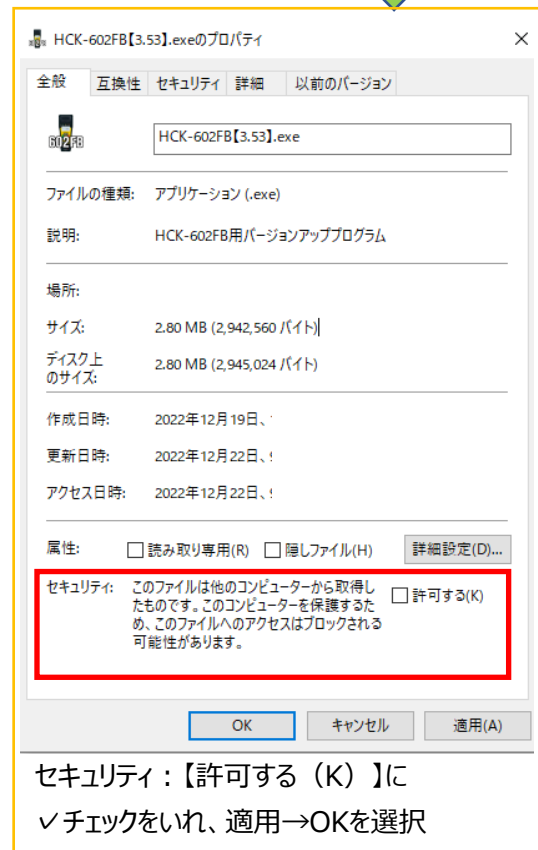 HCK-602FB【3.53】.exeのプロパティ
全般 互換性 セキュリティ 詳細 以前のバージョン
602FB
HCK-602FB【3.53】.exe
ファイルの種類: アプリケーション (.exe)
説明: HCK-602FB用バージョンアッププログラム
場所:
サイズ: 2.80 MB (2,942,560 バイト)
ディスク上
のサイズ: 2.80 MB (2,945,024 バイト)
作成日時: 2022年12月19日、
更新日時: 2022年12月22日、
アクセス日時: 2022年12月22日、
属性: 読み取り専用(R) 隠しファイル(H) 詳細設定(D)...
セキュリティ: このファイルは他のコンピューターから取得し
たものです。このコンピューターを保護するた
め、このファイルへのアクセスはブロックされる
可能性があります。
許可する(K)
OK キャンセル 適用(A)
セキュリティ：【許可する（K）】に
✓チェックをいれ、適用→OKを選択